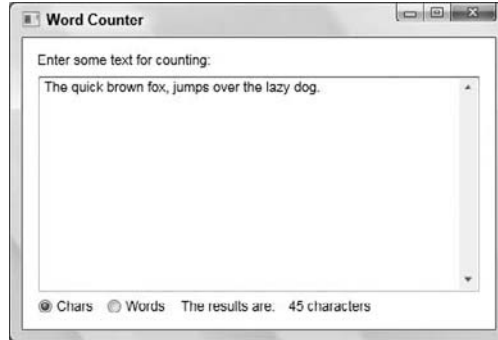 Word Counter
Enter some text for counting:
The quick brown fox, jumps over the lazy dog.
Chars Words The results are: 45 characters